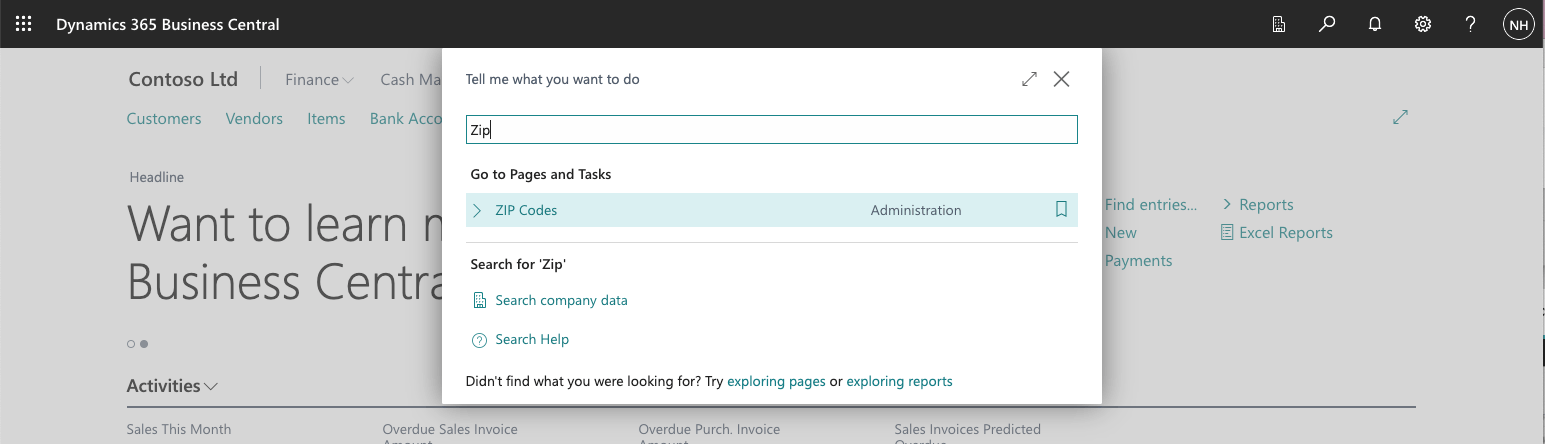 Dynamics 365 Business Central
NH
Contoso Ltd
Finance
Cash Ma
Customers
Vendors
Items
Bank Acco
Headline
Want to learn m
Business Centra
Find entries...
New
Payments
Reports
Excel Reports
Activities
Sales This Month
Overdue Sales Invoice
Amount
Overdue Purch. Invoice
Amount
Sales Invoices Predicted
Overdue
Tell me what you want to do
Zip
Go to Pages and Tasks
ZIP Codes
Administration
Search for 'Zip'
Search company data
Search Help
Didn't find what you were looking for? Try exploring pages or exploring reports